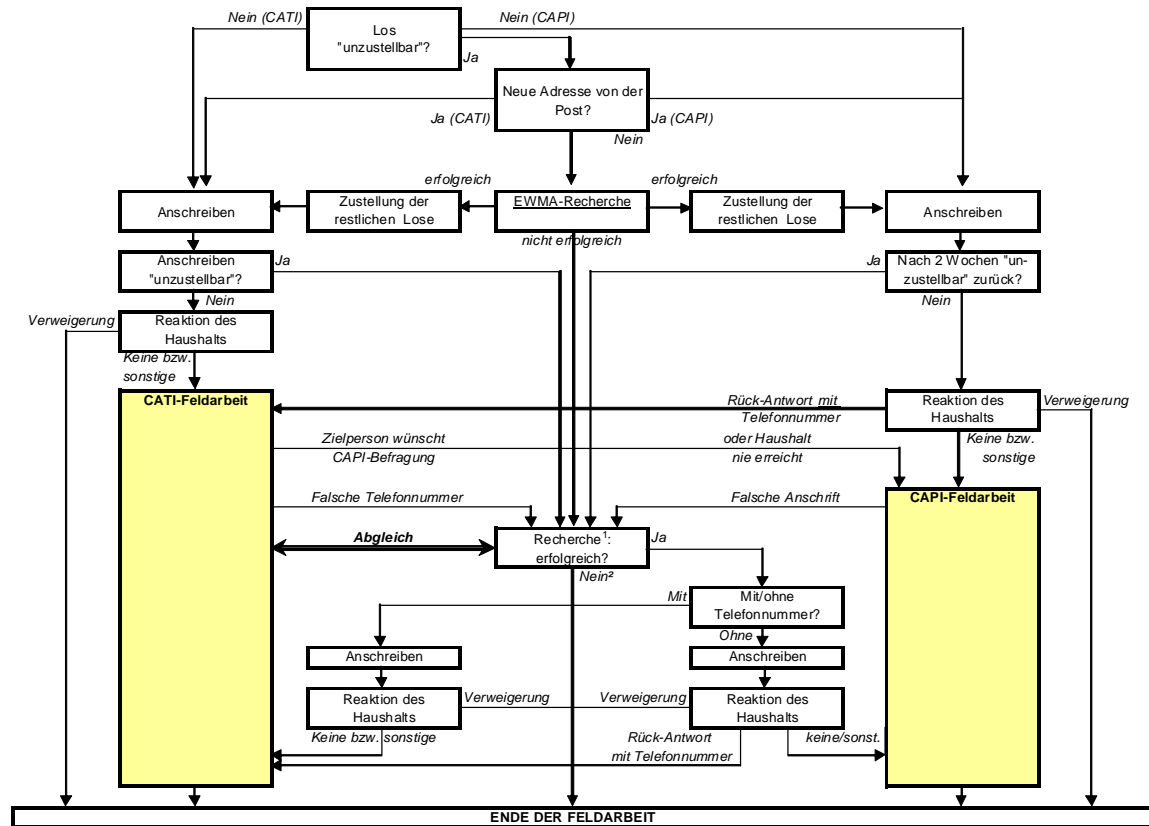 Nein (CATI)
Nein (CAPI)
Los
"unzustellbar"?
Ja
Neue Adresse von der
Post?
Ja (CATI)
Ja (CAPI)
Nein
erfolgreich
erfolgreich
Anschreiben
Zustellung der
restlichen Lose
EWMA-Recherche
Zustellung der
restlichen Lose
Anschreiben
nicht erfolgreich
Anschreiben
"unzustellbar"?
Ja
Ja
Nach 2 Wochen "un-
zustellbar" zurück?
Nein
Nein
Verweigerung
Reaktion des
Haushalts
Keine bzw.
sonstige
CATI-Feldarbeit
Rück-Antwort mit
Telefonnummer
Reaktion des
Haushalts
Verweigerung
Keine bzw.
sonstige
Zielperson wünscht
CAPI-Befragung
oder Haushalt
nie erreicht
CAPI-Feldarbeit
Falsche Telefonnummer
Falsche Anschrift
Abgleich
Recherche¹:
erfolgreich?
Ja
Nein²
Mit
Mit/ohne
Telefonnummer?
Ohne
Anschreiben
Anschreiben
Reaktion des
Haushalts
Verweigerung
Verweigerung
Reaktion des
Haushalts
Keine bzw. sonstige
Rück-Antwort
mit Telefonnummer
keine/sonst.
ENDE DER FELDARBEIT